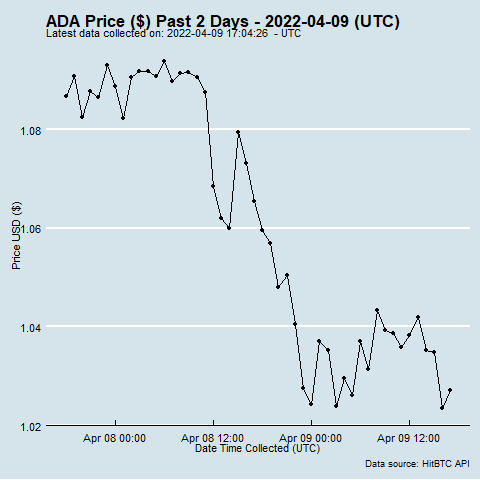 ADA Price ($) Past 2 Days - 2022-04-09 (UTC)
Latest data collected on: 2022-04-09 17:04:26 - UTC
1.08
1.06
1.04
1.02
Price USD ($)
Apr 08 00:00 Apr 08 12:00 Apr 09 00:00 Apr 09 12:00
Date Time Collected (UTC)
Data source: HitBTC API